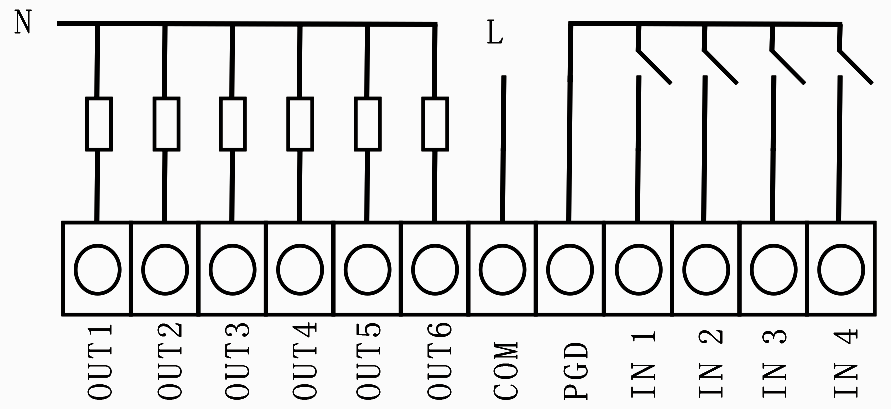 N
L
OUT1
OUT2
OUT3
OUT4
OUT5
OUT6
COM
PGD
IN 1
IN 2
IN 3
IN 4